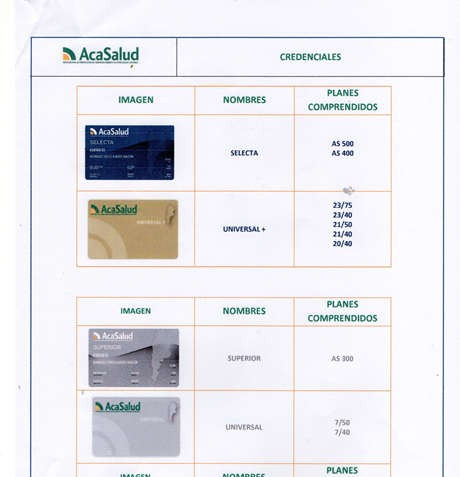 AcaSalud
CREDENCIALES
IMAGEN
NOMBRES
PLANES
COMPRENDIDOS
AcaSalud
SELECTA
SELECTA
AS 500
AS 400
AcaSalud
UNIVERSAL +
UNIVERSAL +
23/75
23/40
21/50
21/40
20/40
IMAGEN
NOMBRES
PLANES
COMPRENDIDOS
AcaSalud
SUPERIOR
SUPERIOR
AS 300
AcaSalud
UNIVERSAL
UNIVERSAL
7/50
7/40
IMAGEN
NOMBRES
PLANES